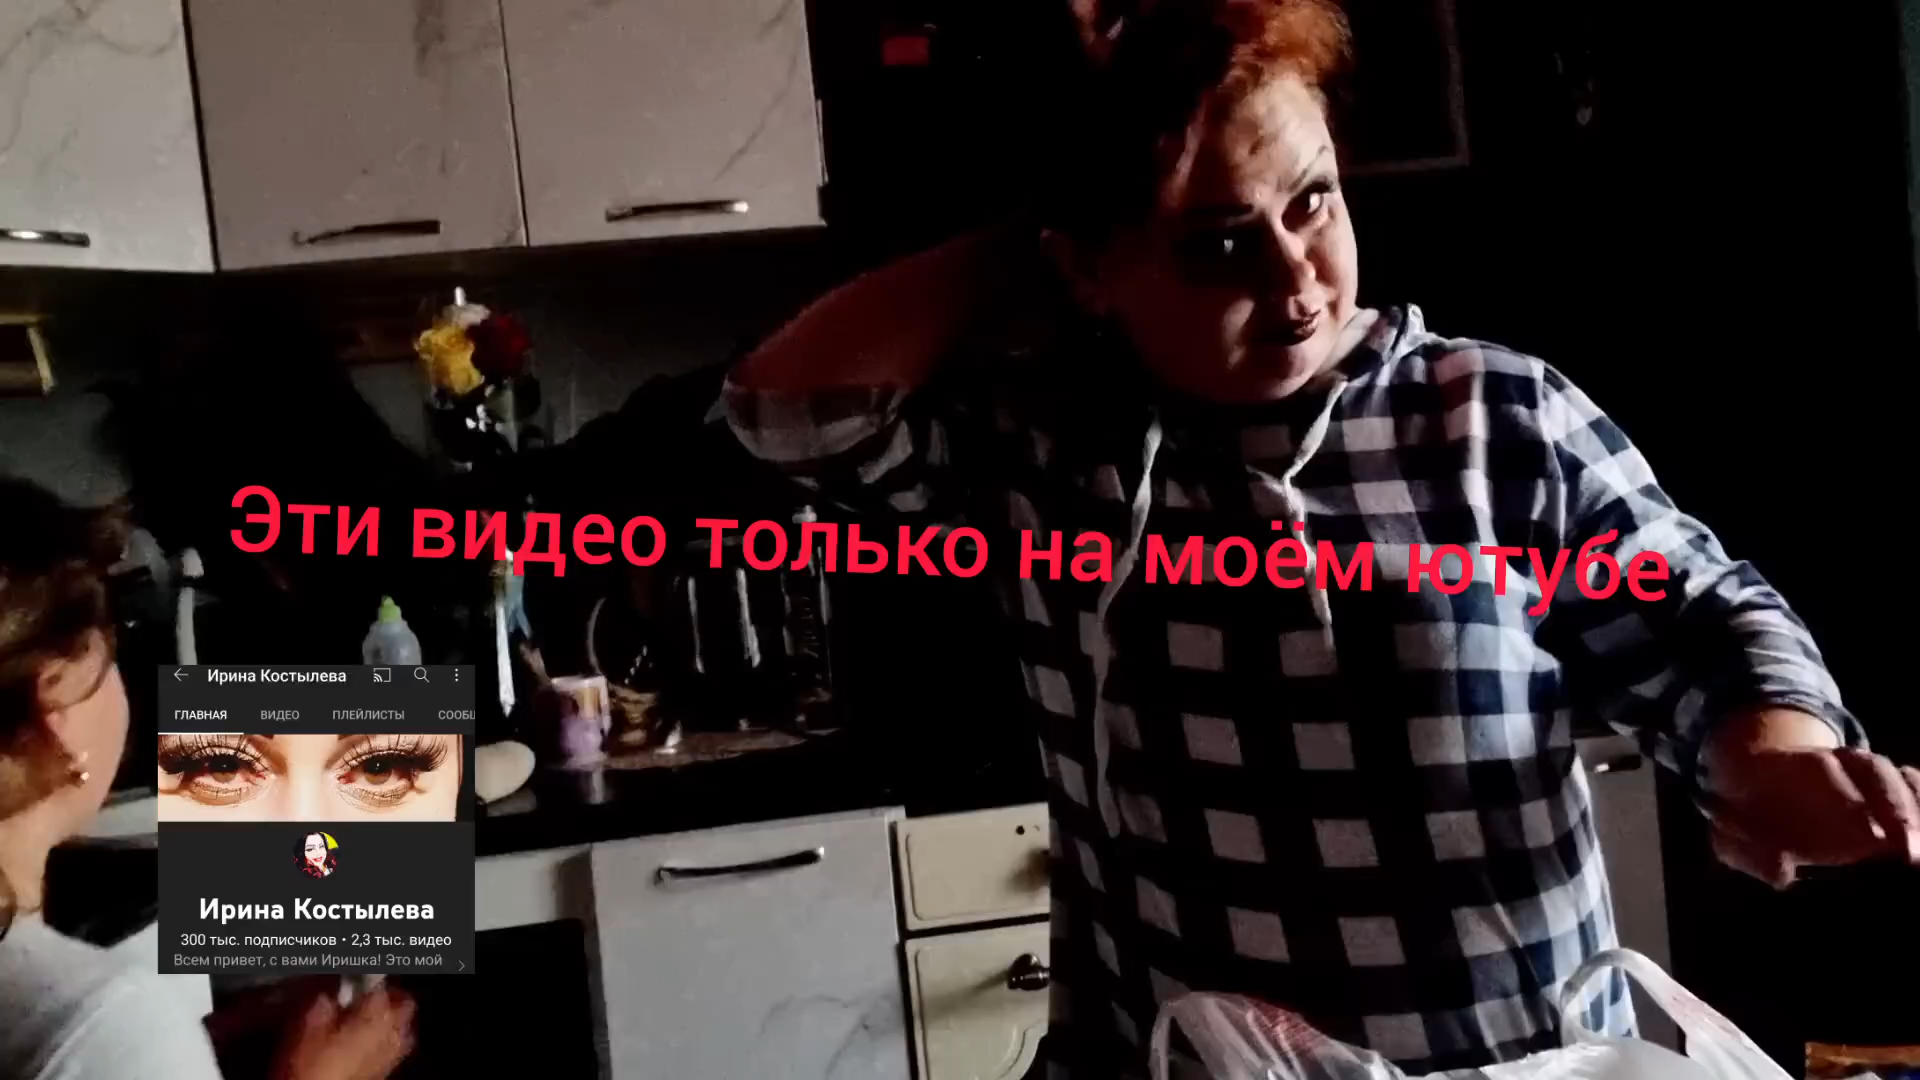 Эти видео только на моём ютубе
Ирина Костылева
ГЛАВНАЯ ВИДЕО ПЛЕЙЛИСТЫ СООБЩ
Ирина Костылева
300 тыс. подписчиков • 2,3 тыс. видео
Всем привет, с вами Иришка! Это мой